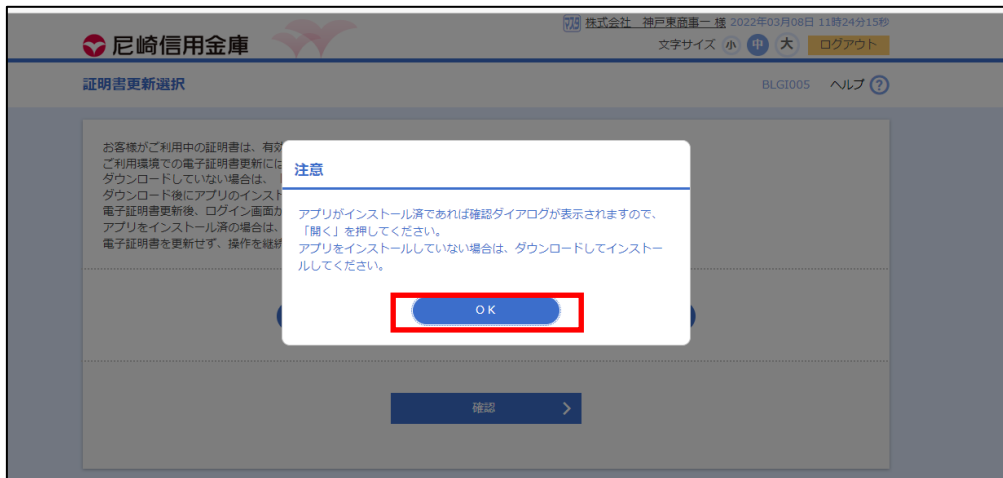 マスタ 株式会社 神戸東商事一 様 2022年03月08日 11時24分15秒
尼崎信用金庫
文字サイズ 小 中 大 ログアウト
証明書更新選択
BLGI005 ヘルプ ?
お客様がご利用中の証明書は、有効
ご利用環境での電子証明書更新には
ダウンロードしていない場合は、
ダウンロード後にアプリのインスト
電子証明書更新後、ログイン画面か
アプリをインストール済の場合は、
電子証明書を更新せず、操作を継続
注意
アプリがインストール済であれば確認ダイアログが表示されますので、
「開く」を押してください。
アプリをインストールしていない場合は、ダウンロードしてインストー
ルしてください。
OK
確認